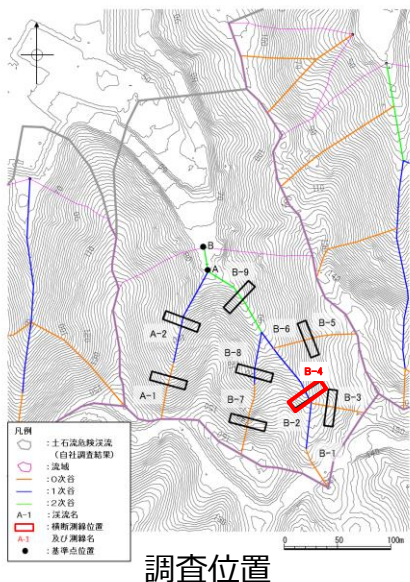 B
A
B-9
A-2
B-6
B-5
B-8
B-4
A-1
B-3
B-7
B-2
B-1
凡例
：土石流危険渓流
（自社調査結果）
：流域
：0次谷
：1次谷
：2次谷
A-1 ：渓流名
：横断測線位置
A-1 及び測線名
：基準点位置
0 100m
調査位置